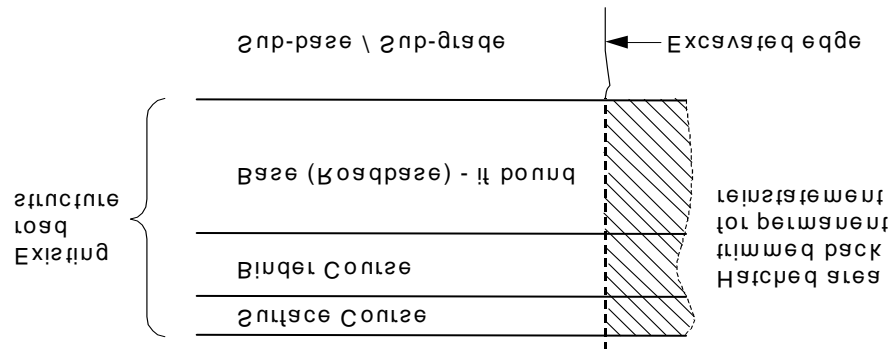 Surface Course
Binder Course
Base (Roadbase) - if bound
Sub-base / Sub-grade
Existing
road
structure
Hatched area
trimmed back
for permanent
reinstatement
Excavated edge